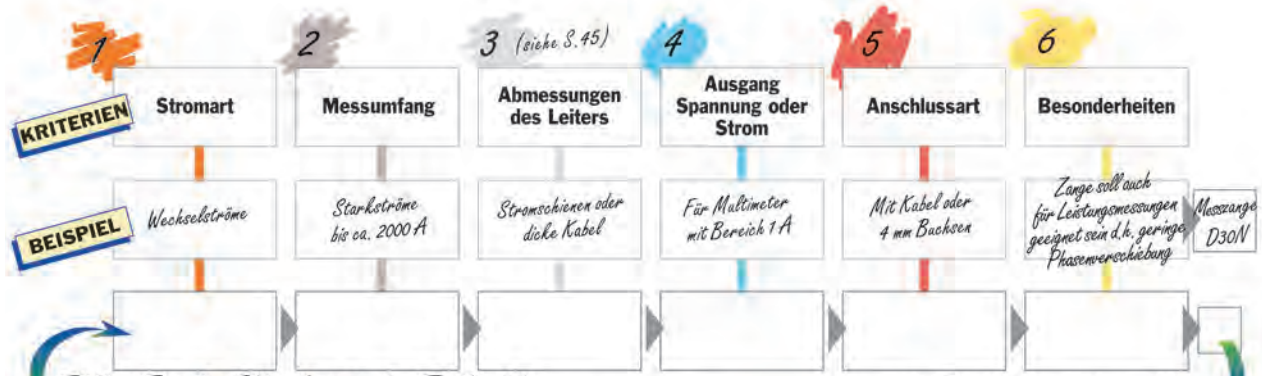 1
2
3 (siehe S.45)
4
5
6
KRITERIEN
Stromart
Messumfang
Abmessungen
des Leiters
Ausgang
Spannung oder
Strom
Anschlussart
Besonderheiten
BEISPIEL
Wechselströme
Starkströme
bis ca. 2000 A
Stromschienen oder
dicke Kabel
Für Multimeter
mit Bereich 1 A
Mit Kabel oder
4 mm Buchsen
Zange soll auch
für Leistungsmessungen
geeignet sein d.h. geringe
Phasenverschiebung
Messzange
D30N